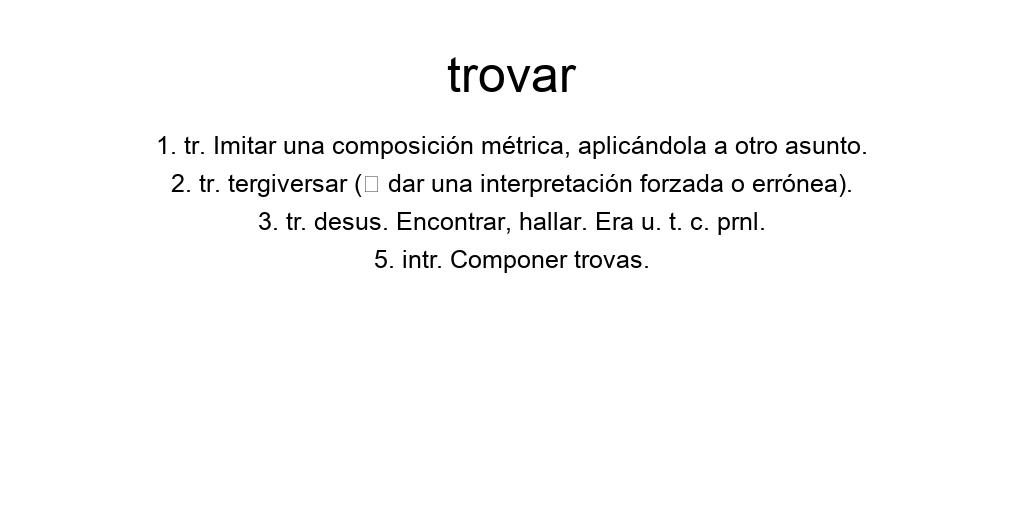 trovar
1. tr. Imitar una composición métrica, aplicándola a otro asunto.
2. tr. tergiversar (□ dar una interpretación forzada o errónea).
3. tr. desus. Encontrar, hallar. Era u. t. c. prnl.
5. intr. Componer trovas.